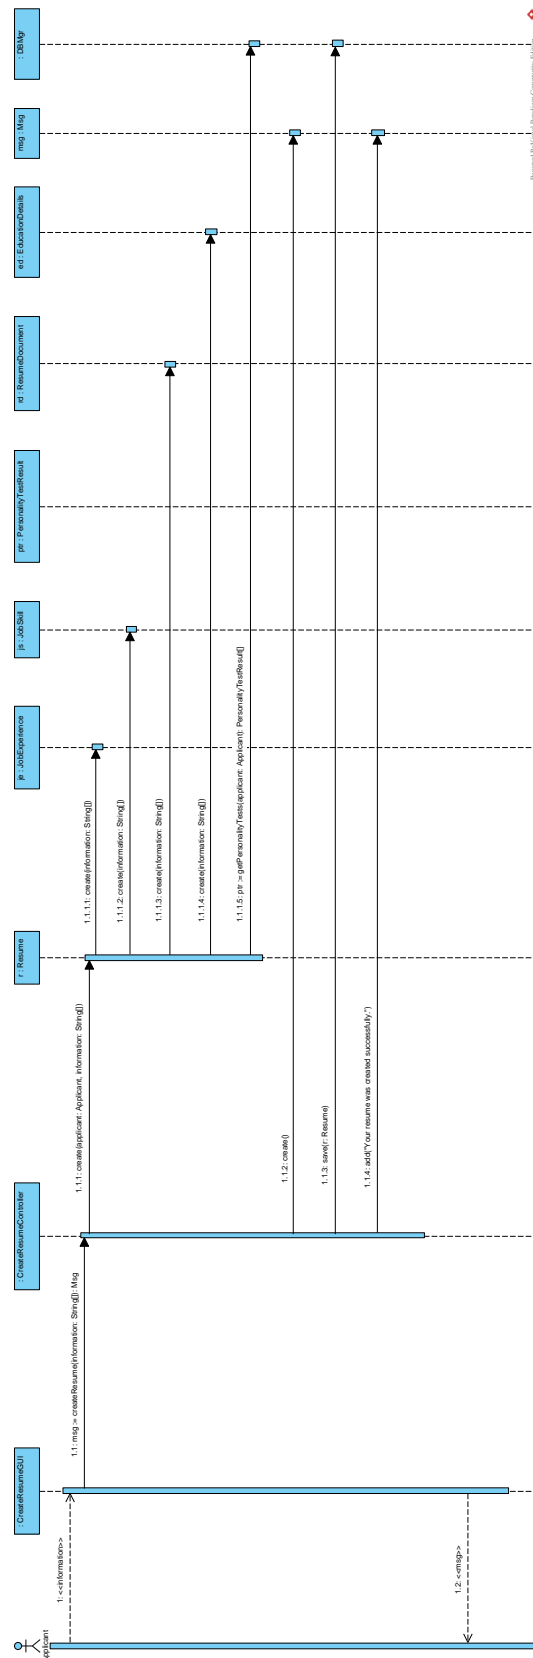 Applicant
: CreateResumeGUI
: CreateResumeController
r : Resume
je : JobExperience
js : JobSkill
ptr : PersonalityTestResult
rd : ResumeDocument
ed : EducationDetails
msg : Msg
: DBMgr
1: <<information>>
1.1: msg := createResume(information: String[]): Msg
1.1.1: create(applicant: Applicant, information: String[])
1.1.1.1: create(information: String[])
1.1.1.2: create(information: String[])
1.1.1.3: create(information: String[])
1.1.1.4: create(information: String[])
1.1.1.5: ptr := getPersonalityTests(applicant: Applicant): PersonalityTestResult[]
1.1.2: create()
1.1.3: save(r: Resume)
1.1.4: add("Your resume was created successfully.")
1.2: <<msg>>